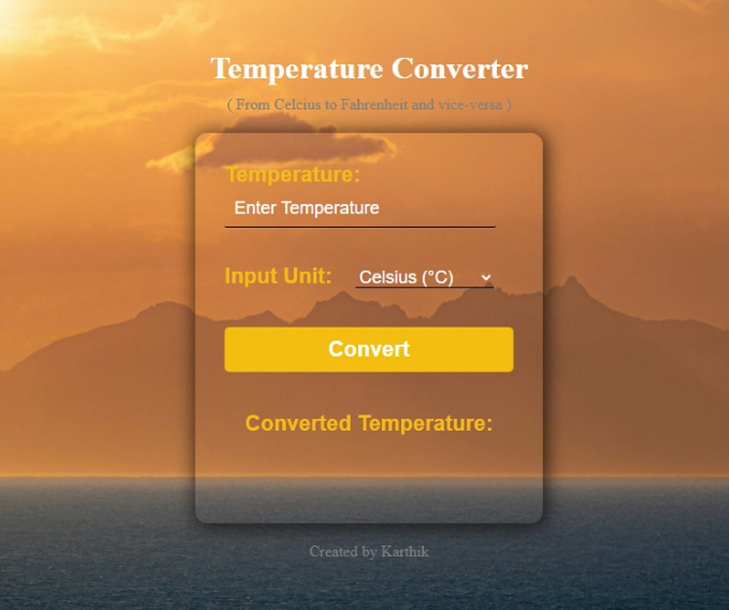 Temperature Converter
( From Celcius to Fahrenheit and vice-versa )
Temperature:
Enter Temperature
Input Unit: Celsius (°C)
Convert
Converted Temperature:
Created by Karthik